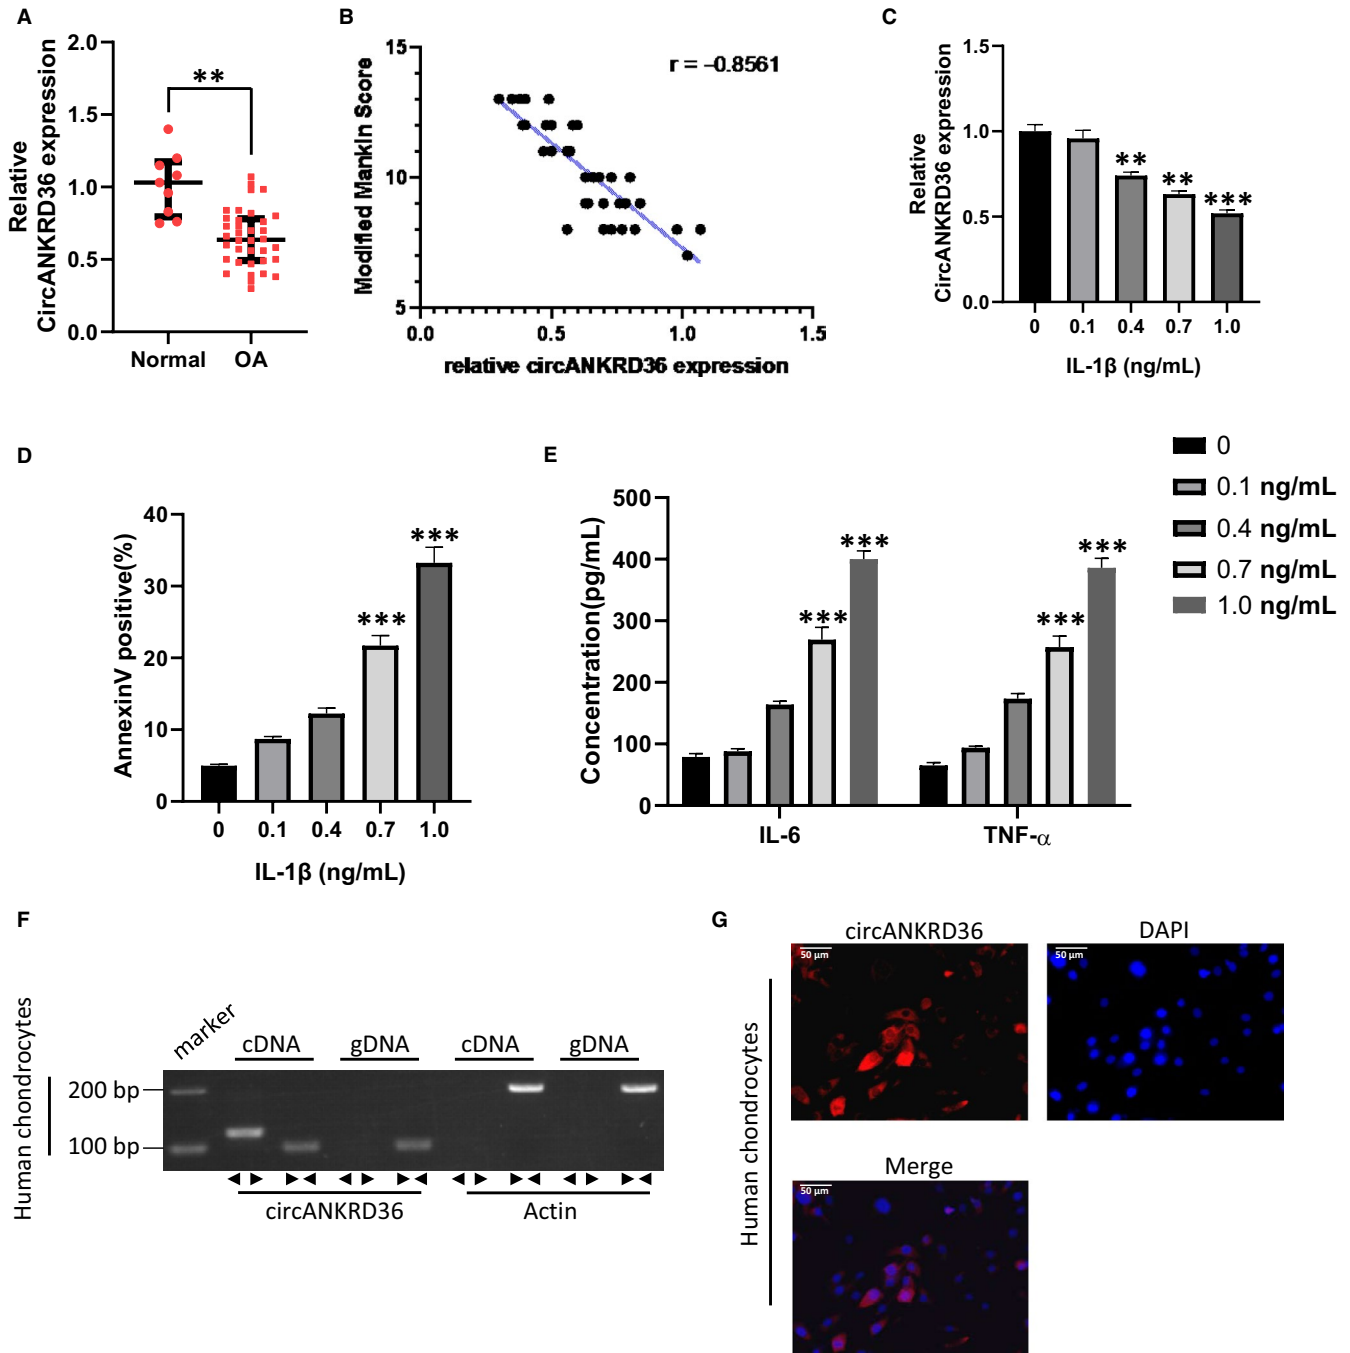 A
Relative
CircANKRD36 expression
2.0
1.5
1.0
0.5
0.0
**
Normal
OA
B
Modified Mankin Score
15
10
5
r = –0.8561
0.0
0.5
1.0
1.5
relative circANKRD36 expression
C
Relative
CircANKRD36 expression
1.5
1.0
0.5
0.0
**
**
***
0
0.1
0.4
0.7
1.0
IL-1β (ng/mL)
D
AnnexinV positive(%)
40
30
20
10
0
***
***
0
0.1
0.4
0.7
1.0
IL-1β (ng/mL)
E
Concentration(pg/mL)
500
400
300
200
100
0
***
***
***
***
IL-6
TNF-α
0
0.1 ng/mL
0.4 ng/mL
0.7 ng/mL
1.0 ng/mL
F
Human chondrocytes
marker
cDNA
gDNA
cDNA
gDNA
200 bp
100 bp
circANKRD36
Actin
G
Human chondrocytes
circANKRD36
50 μm
DAPI
50 μm
Merge
50 μm